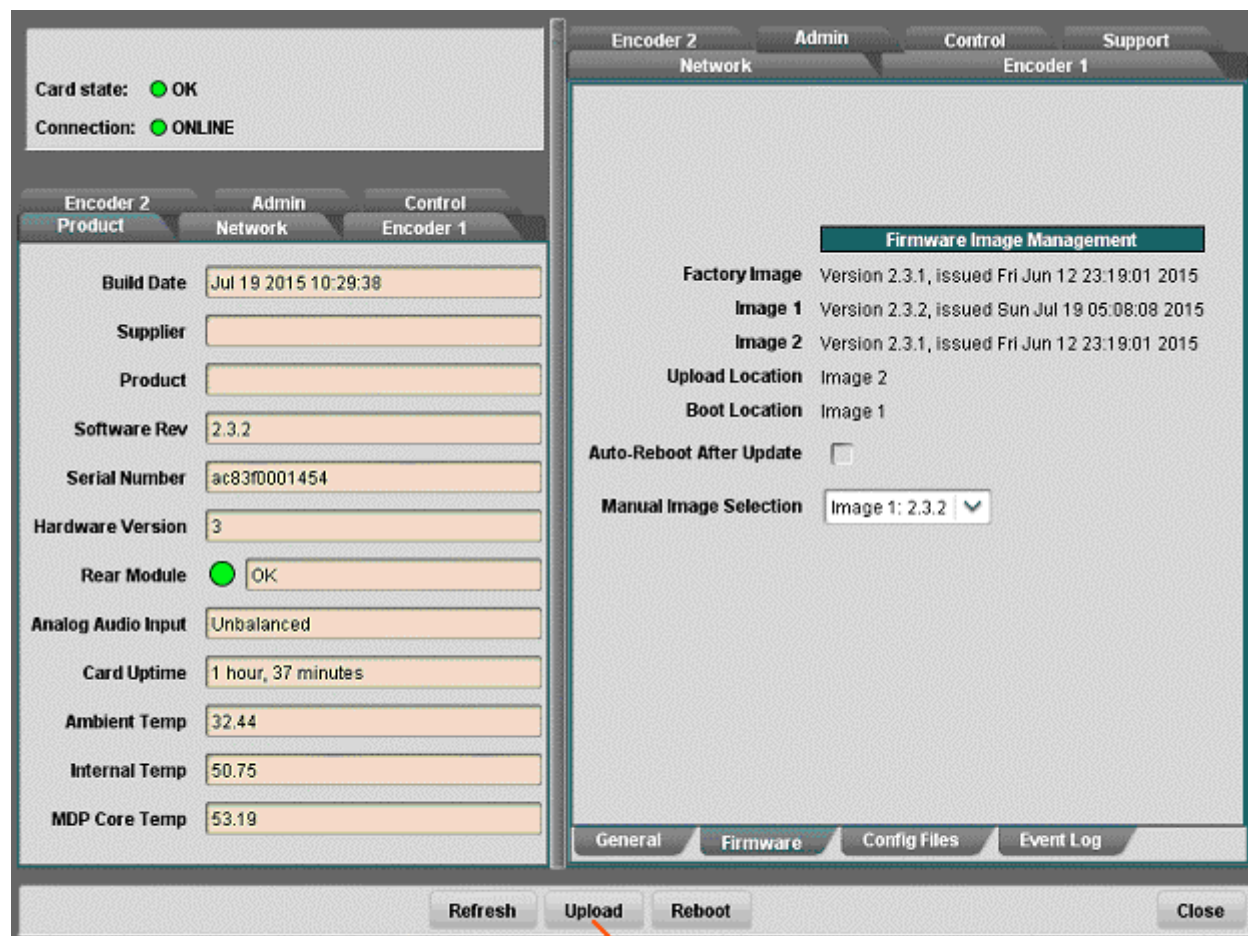 Card state: OK
Connection: ONLINE
Encoder 2 Admin Control
Product Network Encoder 1
Build Date Jul 19 2015 10:29:38
Supplier
Product
Software Rev 2.3.2
Serial Number ac83f0001454
Hardware Version 3
Rear Module OK
Analog Audio Input Unbalanced
Card Uptime 1 hour, 37 minutes
Ambient Temp 32.44
Internal Temp 50.75
MDP Core Temp 53.19
Encoder 2 Admin Control Support
Network Encoder 1
Firmware Image Management
Factory Image Version 2.3.1, issued Fri Jun 12 23:19:01 2015
Image 1 Version 2.3.2, issued Sun Jul 19 05:08:08 2015
Image 2 Version 2.3.1, issued Fri Jun 12 23:19:01 2015
Upload Location Image 2
Boot Location Image 1
Auto-Reboot After Update
Manual Image Selection Image 1: 2.3.2
General Firmware Config Files Event Log
Refresh Upload Reboot Close